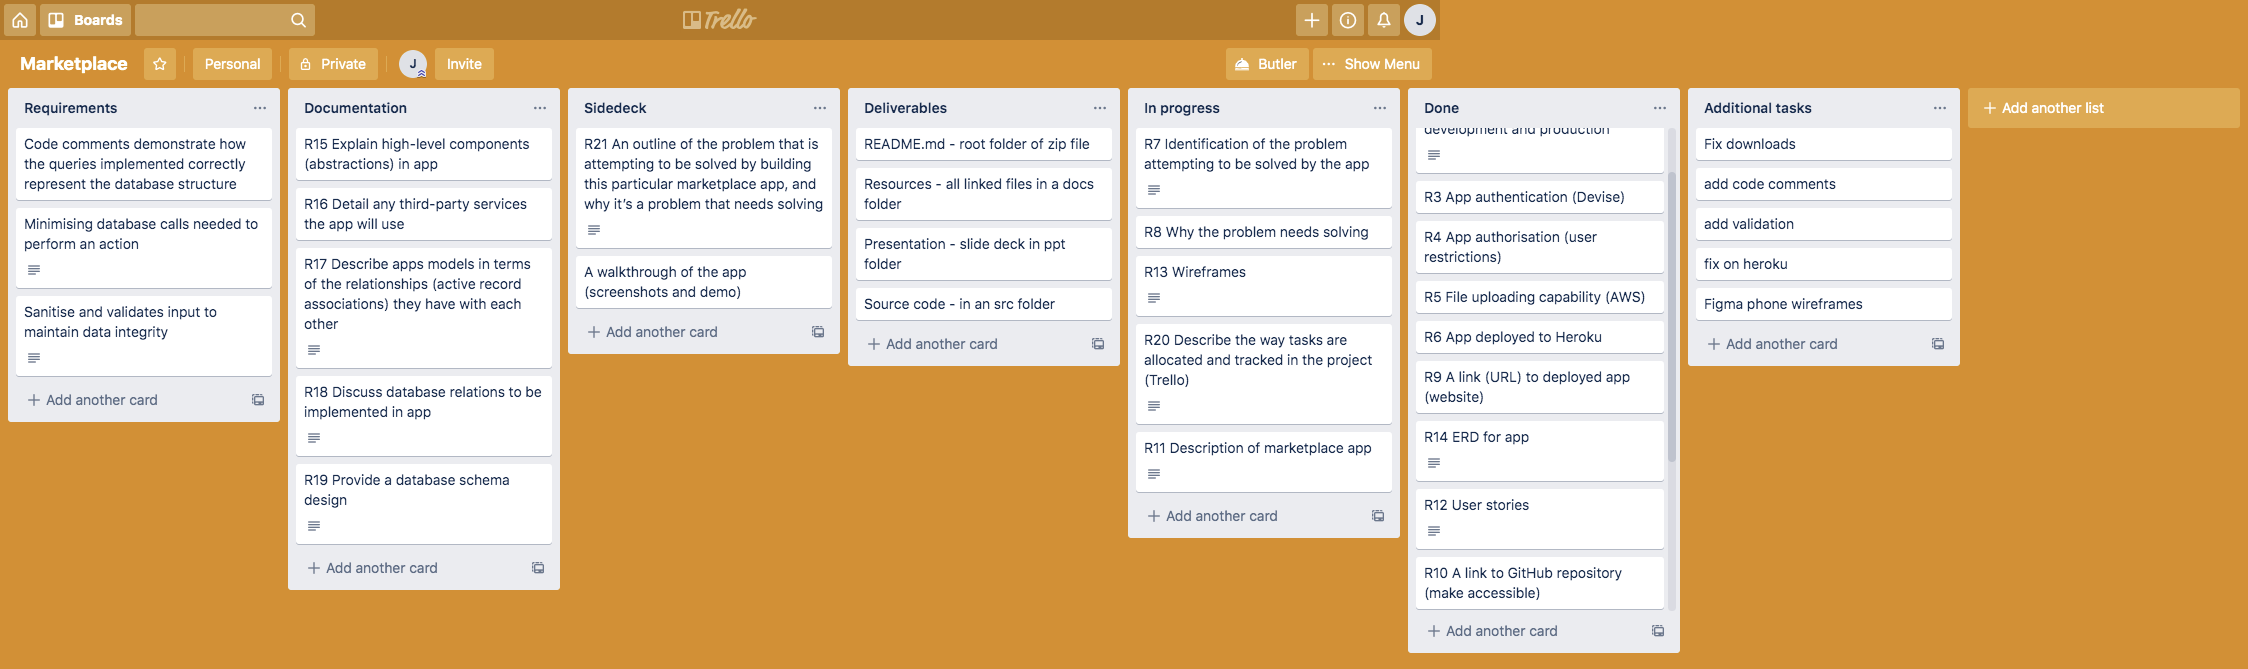 Boards
Trello
J
Marketplace
Personal
Private
J
Invite
Butler
Show Menu
Requirements
Code comments demonstrate how
the queries implemented correctly
represent the database structure
Minimising database calls needed to
perform an action
Sanitise and validates input to
maintain data integrity
Add another card
Documentation
R15 Explain high-level components
(abstractions) in app
R16 Detail any third-party services
the app will use
R17 Describe apps models in terms
of the relationships (active record
associations) they have with each
other
R18 Discuss database relations to be
implemented in app
R19 Provide a database schema
design
Add another card
Sidedeck
R21 An outline of the problem that is
attempting to be solved by building
this particular marketplace app, and
why it’s a problem that needs solving
A walkthrough of the app
(screenshots and demo)
Add another card
Deliverables
README.md - root folder of zip file
Resources - all linked files in a docs
folder
Presentation - slide deck in ppt
folder
Source code - in an src folder
Add another card
In progress
R7 Identification of the problem
attempting to be solved by the app
R8 Why the problem needs solving
R13 Wireframes
R20 Describe the way tasks are
allocated and tracked in the project
(Trello)
R11 Description of marketplace app
Add another card
Done
development and production
R3 App authentication (Devise)
R4 App authorisation (user
restrictions)
R5 File uploading capability (AWS)
R6 App deployed to Heroku
R9 A link (URL) to deployed app
(website)
R14 ERD for app
R12 User stories
R10 A link to GitHub repository
(make accessible)
Add another card
Additional tasks
Fix downloads
add code comments
add validation
fix on heroku
Figma phone wireframes
Add another card
Add another list